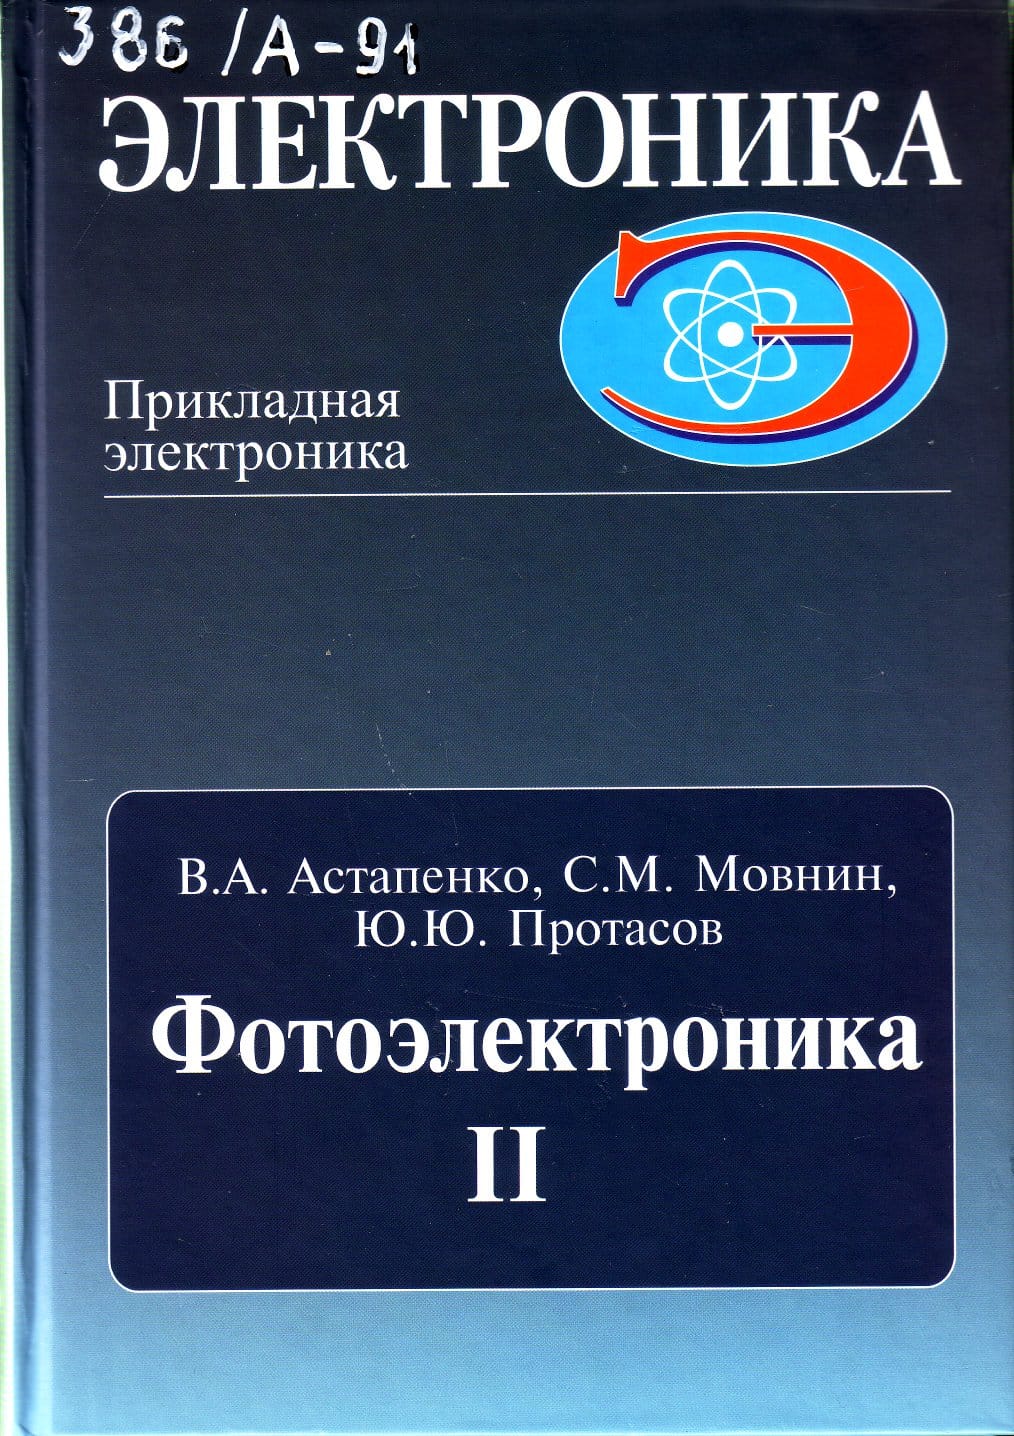 386/А-91
ЭЛЕКТРОНИКА
Э
Прикладная
электроника
В.А. Астапенко, С.М. Мовнин,
Ю.Ю. Протасов
Фотоэлектроника
II